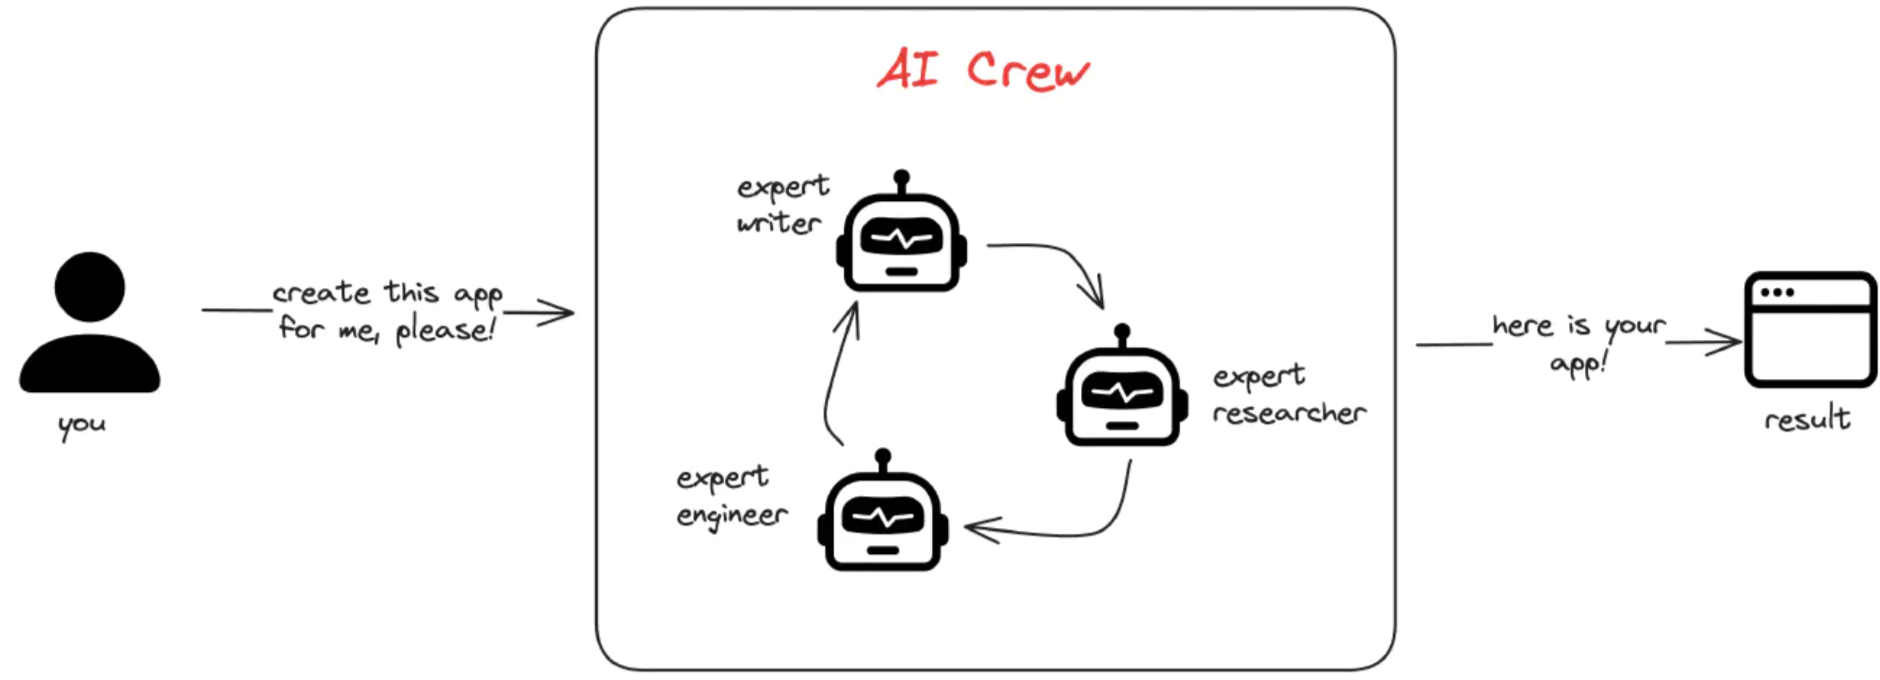 AI Crew
expert
writer
create this app
for me, please!
you
expert
researcher
expert
engineer
here is your
app!
result